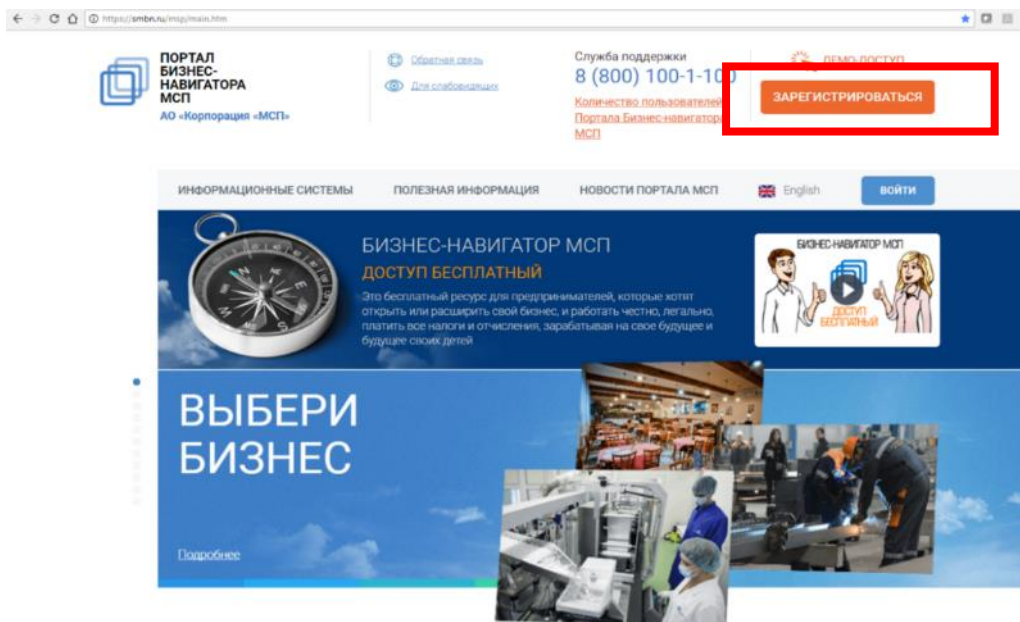 https://smbn.ru/msp/main.htm
ПОРТАЛ
БИЗНЕС-
НАВИГАТОРА
МСП
АО «Корпорация «МСП»
Обратная связь
Для слабовидящих
Служба поддержки
8 (800) 100-1-100
Количество пользователей
Портала Бизнес-навигатора
МСП
ДЕМО-ДОСТУП
ЗАРЕГИСТРИРОВАТЬСЯ
ИНФОРМАЦИОННЫЕ СИСТЕМЫ
ПОЛЕЗНАЯ ИНФОРМАЦИЯ
НОВОСТИ ПОРТАЛА МСП
English
ВОЙТИ
БИЗНЕС-НАВИГАТОР МСП
ДОСТУП БЕСПЛАТНЫЙ
Это бесплатный ресурс для предпринимателей, которые хотят
открыть или расширить свой бизнес, и работать честно, легально,
платить все налоги и отчисления, зарабатывая на свое будущее и
будущее своих детей
БИЗНЕС-НАВИГАТОР МСП
ДОСТУП
БЕСПЛАТНЫЙ
N
NE
E
S
W
ВЫБЕРИ
БИЗНЕС
Подробнее